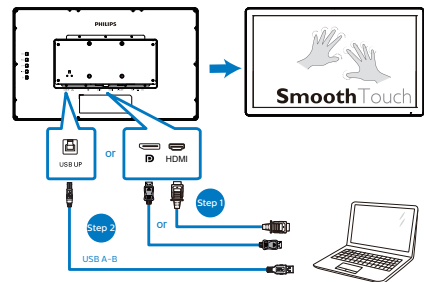 PHILIPS
SmoothTouch
USB UP
or
HDMI
Step 1
or
Step 2
USB A-B